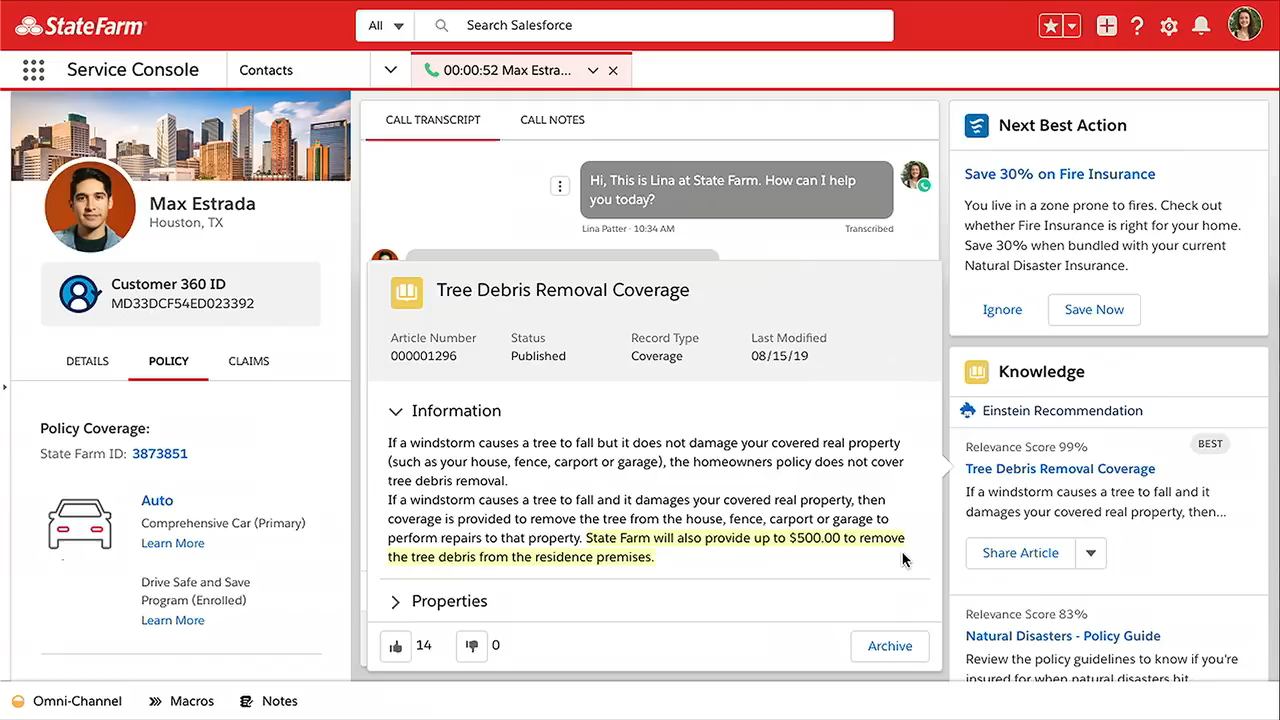 StateFarm
All
Search Salesforce
Service Console
Contacts
00:00:52 Max Estra...
Max Estrada
Houston, TX
Customer 360 ID
MD33DCF54ED023392
DETAILS
POLICY
CLAIMS
Policy Coverage:
State Farm ID: 3873851
Auto
Comprehensive Car (Primary)
Learn More
Drive Safe and Save
Program (Enrolled)
Learn More
CALL TRANSCRIPT
CALL NOTES
Hi, This is Lina at State Farm. How can I help
you today?
Lina Patter · 10:34 AM
Transcribed
Tree Debris Removal Coverage
Article Number
000001296
Status
Published
Record Type
Coverage
Last Modified
08/15/19
Information
If a windstorm causes a tree to fall but it does not damage your covered real property
(such as your house, fence, carport or garage), the homeowners policy does not cover
tree debris removal.
If a windstorm causes a tree to fall and it damages your covered real property, then
coverage is provided to remove the tree from the house, fence, carport or garage to
perform repairs to that property. State Farm will also provide up to $500.00 to remove
the tree debris from the residence premises.
Properties
14
0
Archive
Next Best Action
Save 30% on Fire Insurance
You live in a zone prone to fires. Check out
whether Fire Insurance is right for your home.
Save 30% when bundled with your current
Natural Disaster Insurance.
Ignore
Save Now
Knowledge
Einstein Recommendation
Relevance Score 99%
BEST
Tree Debris Removal Coverage
If a windstorm causes a tree to fall and it
damages your covered real property, then...
Share Article
Relevance Score 83%
Natural Disasters - Policy Guide
Review the policy guidelines to know if you're
insured for when natural disasters hit
Omni-Channel
Macros
Notes